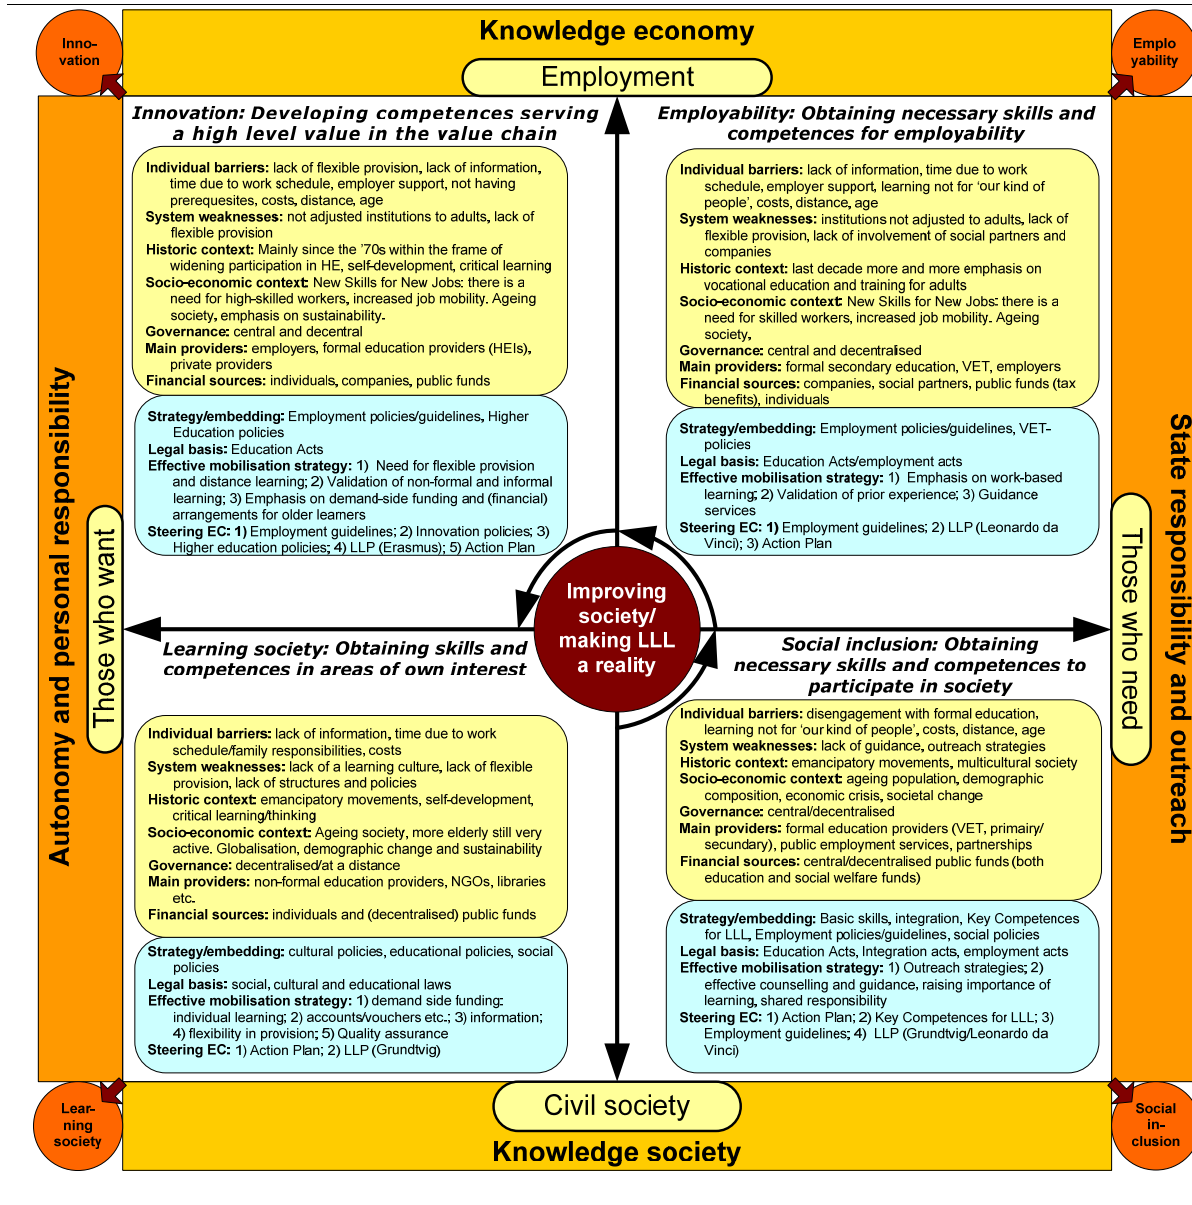 Knowledge economy
Employment
Inno-
vation
Emplo
yability
Autonomy and personal responsibility
Those who want
Innovation: Developing competences serving
a high level value in the value chain
Individual barriers: lack of flexible provision, lack of information,
time due to work schedule, employer support, not having
prerequesites, costs, distance, age
System weaknesses: not adjusted institutions to adults, lack of
flexible provision
Historic context: Mainly since the '70s within the frame of
widening participation in HE, self-development, critical learning
Socio-economic context: New Skills for New Jobs: there is a
need for high-skilled workers, increased job mobility. Ageing
society, emphasis on sustainability.
Governance: central and decentral
Main providers: employers, formal education providers (HEIs),
private providers
Financial sources: individuals, companies, public funds
Strategy/embedding: Employment policies/guidelines, Higher
Education policies
Legal basis: Education Acts
Effective mobilisation strategy: 1) Need for flexible provision
and distance learning; 2) Validation of non-formal and informal
learning; 3) Emphasis on demand-side funding and (financial)
arrangements for older learners
Steering EC: 1) Employment guidelines; 2) Innovation policies; 3)
Higher education policies; 4) LLP (Erasmus); 5) Action Plan
Employability: Obtaining necessary skills and
competences for employability
Individual barriers: lack of information, time due to work
schedule, employer support, learning not for 'our kind of
people', costs, distance, age
System weaknesses: institutions not adjusted to adults, lack of
flexible provision, lack of involvement of social partners and
companies
Historic context: last decade more and more emphasis on
vocational education and training for adults
Socio-economic context: New Skills for New Jobs: there is a
need for skilled workers, increased job mobility. Ageing
society,
Governance: central and decentralised
Main providers: formal secondary education, VET, employers
Financial sources: companies, social partners, public funds (tax
benefits), individuals
Strategy/embedding: Employment policies/guidelines, VET-
policies
Legal basis: Education Acts/employment acts
Effective mobilisation strategy: 1) Emphasis on work-based
learning; 2) Validation of prior experience; 3) Guidance
services
Steering EC: 1) Employment guidelines; 2) LLP (Leonardo da
Vinci); 3) Action Plan
State responsibility and outreach
Those who need
Improving
society/
making LLL
a reality
Learning society: Obtaining skills and
competences in areas of own interest
Individual barriers: lack of information, time due to work
schedule/family responsibilities, costs
System weaknesses: lack of a learning culture, lack of flexible
provision, lack of structures and policies
Historic context: emancipatory movements, self-development,
critical learning/thinking
Socio-economic context: Ageing society, more elderly still very
active. Globalisation, demographic change and sustainability
Governance: decentralised/at a distance
Main providers: non-formal education providers, NGOs, libraries
etc.
Financial sources: individuals and (decentralised) public funds
Strategy/embedding: cultural policies, educational policies, social
policies
Legal basis: social, cultural and educational laws
Effective mobilisation strategy: 1) demand side funding:
individual learning; 2) accounts/vouchers etc.; 3) information;
4) flexibility in provision; 5) Quality assurance
Steering EC: 1) Action Plan; 2) LLP (Grundtvig)
Social inclusion: Obtaining
necessary skills and competences to
participate in society
Individual barriers: disengagement with formal education,
learning not for 'our kind of people', costs, distance, age
System weaknesses: lack of guidance, outreach strategies
Historic context: emancipatory movements, multicultural society
Socio-economic context: ageing population, demographic
composition, economic crisis, societal change
Governance: central/decentralised
Main providers: formal education providers (VET, primairy/
secundary), public employment services, partnerships
Financial sources: central/decentralised public funds (both
education and social welfare funds)
Strategy/embedding: Basic skills, integration, Key Competences
for LLL, Employment policies/guidelines, social policies
Legal basis: Education Acts, Integration acts, employment acts
Effective mobilisation strategy: 1) Outreach strategies; 2)
effective counselling and guidance, raising importance of
learning, shared responsibility
Steering EC: 1) Action Plan; 2) Key Competences for LLL; 3)
Employment guidelines; 4) LLP (Grundtvig/Leonardo da
Vinci)
Lear-
ning
society
Civil society
Knowledge society
Social
in-
clusion